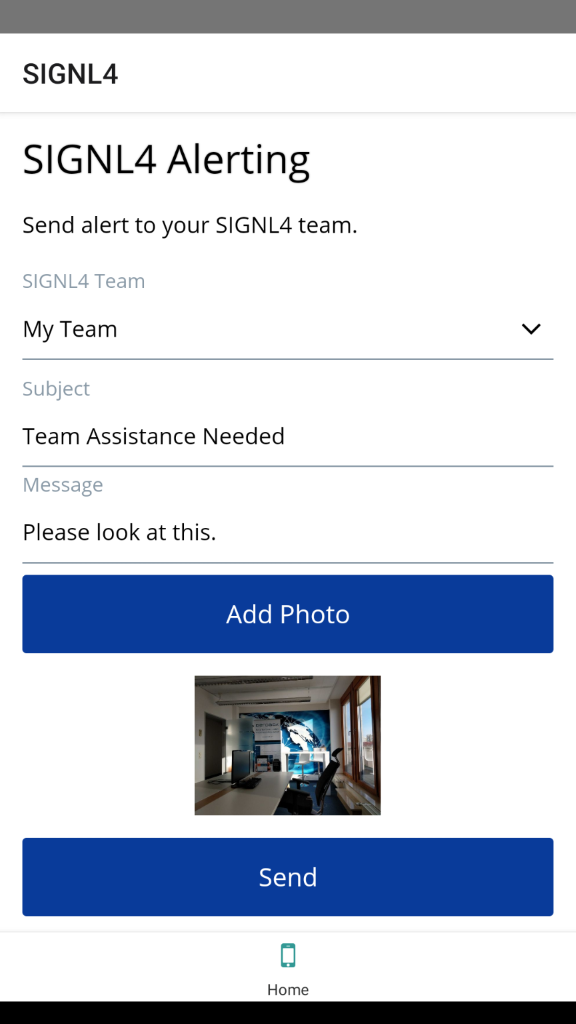 SIGNL4
SIGNL4 Alerting
Send alert to your SIGNL4 team.
SIGNL4 Team
My Team
Subject
Team Assistance Needed
Message
Please look at this.
Add Photo
Send
Home